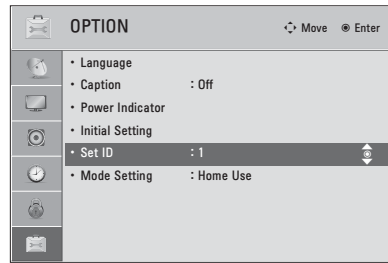 OPTION Move Enter
• Language
• Caption : Off
• Power Indicator
• Initial Setting
• Set ID : 1
• Mode Setting : Home Use